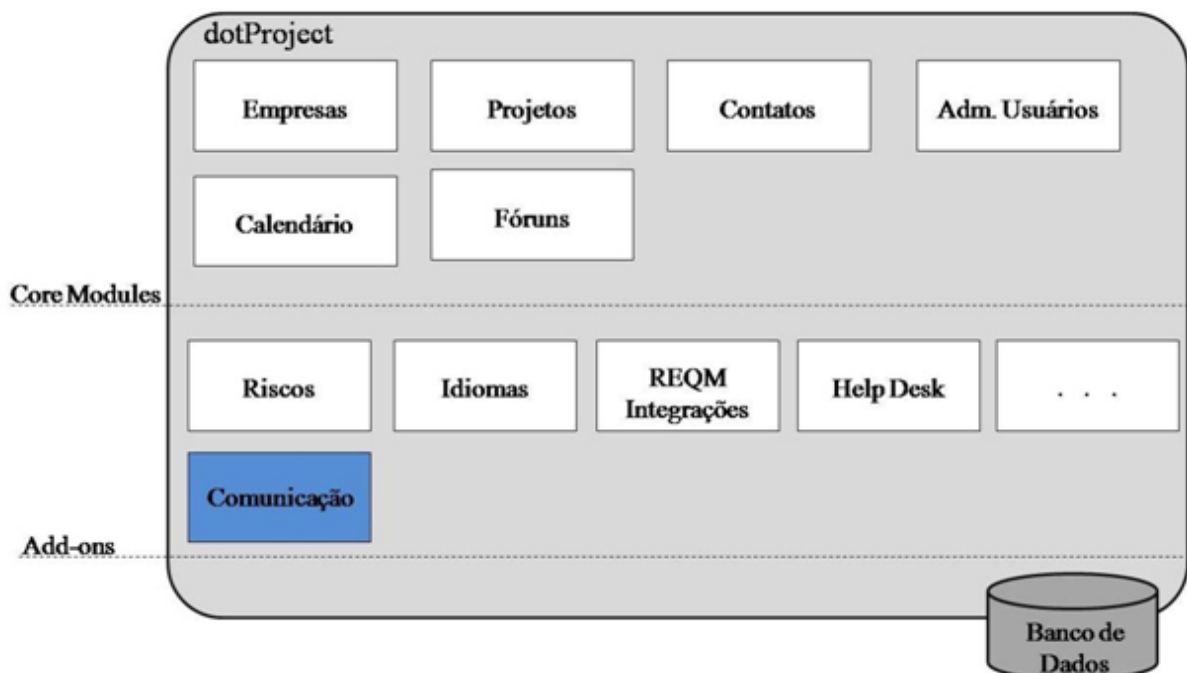 dotProject
Empresas
Projetos
Contatos
Adm. Usuários
Calendário
Fóruns
Core Modules
Riscos
Idiomas
REQM
Integrações
Help Desk
. . .
Comunicação
Add-ons
Banco de
Dados